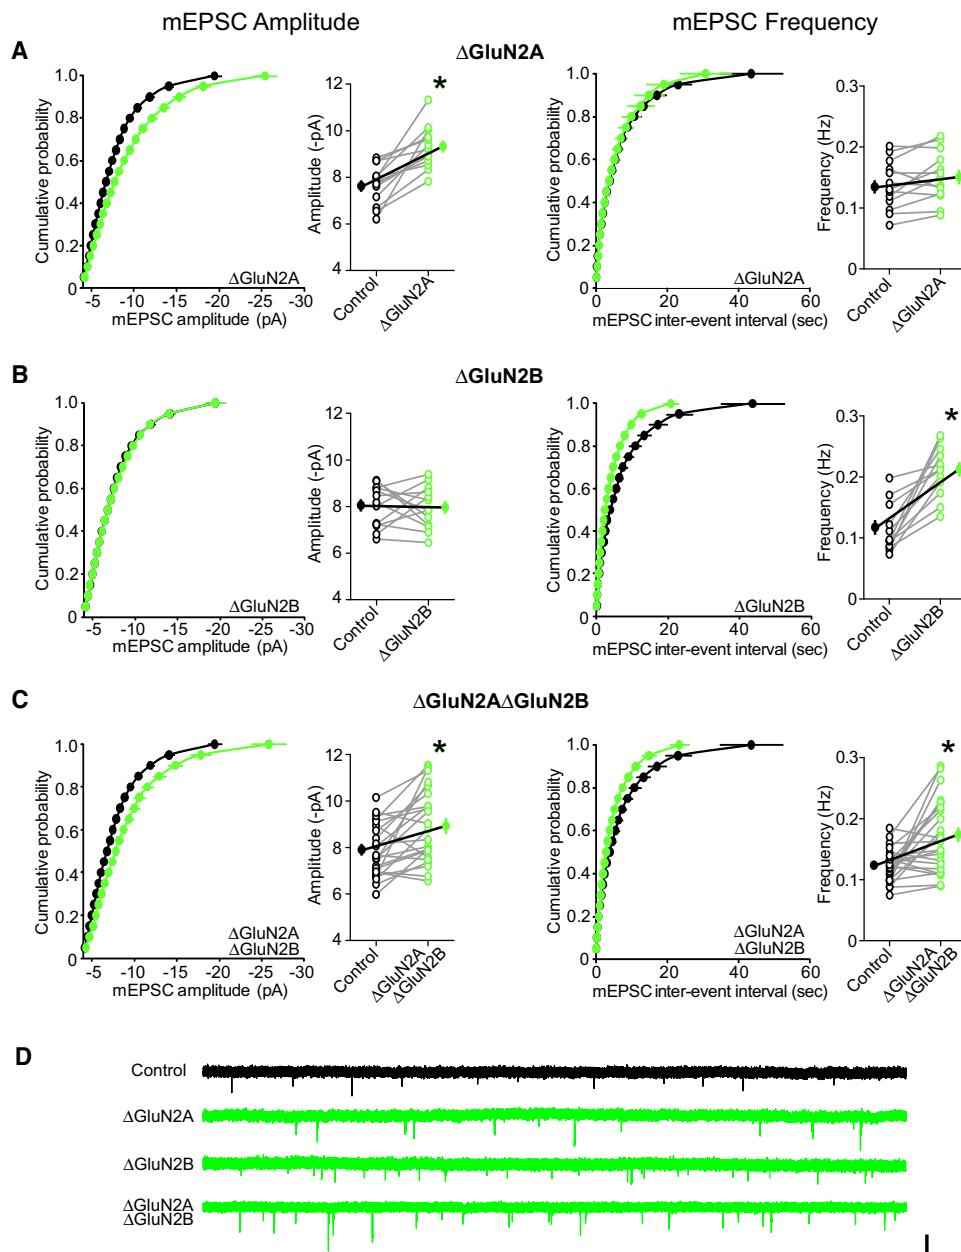 mEPSC Amplitude
mEPSC Frequency
A
ΔGluN2A
1.0
0.8
0.6
0.4
0.2
0
Cumulative probability
-5 -10 -15 -20 -25 -30
mEPSC amplitude (pA)
ΔGluN2A
12
10
8
6
4
Amplitude (-pA)
*
Control
ΔGluN2A
1.0
0.8
0.6
0.4
0.2
0
Cumulative probability
0 20 40 60
mEPSC inter-event interval (sec)
ΔGluN2A
0.3
0.2
0.1
0
Frequency (Hz)
Control
ΔGluN2A
B
ΔGluN2B
1.0
0.8
0.6
0.4
0.2
0
Cumulative probability
-5 -10 -15 -20 -25 -30
mEPSC amplitude (pA)
ΔGluN2B
12
10
8
6
4
Amplitude (-pA)
Control
ΔGluN2B
1.0
0.8
0.6
0.4
0.2
0
Cumulative probability
0 20 40 60
mEPSC inter-event interval (sec)
ΔGluN2B
0.3
0.2
0.1
0
Frequency (Hz)
*
Control
ΔGluN2B
C
ΔGluN2AΔGluN2B
1.0
0.8
0.6
0.4
0.2
0
Cumulative probability
-5 -10 -15 -20 -25 -30
mEPSC amplitude (pA)
ΔGluN2A
ΔGluN2B
12
10
8
6
4
Amplitude (-pA)
*
Control
ΔGluN2A
ΔGluN2B
1.0
0.8
0.6
0.4
0.2
0
Cumulative probability
0 20 40 60
mEPSC inter-event interval (sec)
ΔGluN2A
ΔGluN2B
0.3
0.2
0.1
0
Frequency (Hz)
*
Control
ΔGluN2A
ΔGluN2B
D
Control
ΔGluN2A
ΔGluN2B
ΔGluN2A
ΔGluN2B